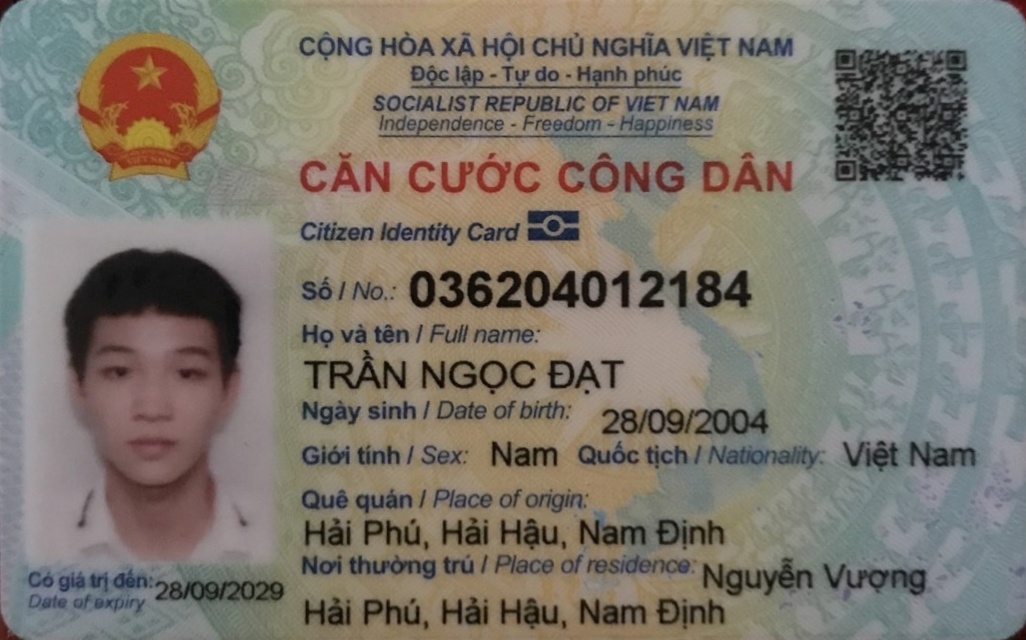 CỘNG HÒA XÃ HỘI CHỦ NGHĨA VIỆT NAM
Độc lập - Tự do - Hạnh phúc
SOCIALIST REPUBLIC OF VIET NAM
Independence - Freedom - Happiness
CĂN CƯỚC CÔNG DÂN
Citizen Identity Card
Số / No.: 036204012184
Họ và tên / Full name:
TRẦN NGỌC ĐẠT
Ngày sinh / Date of birth: 28/09/2004
Giới tính / Sex: Nam Quốc tịch / Nationality: Việt Nam
Quê quán / Place of origin:
Hải Phú, Hải Hậu, Nam Định
Nơi thường trú / Place of residence: Nguyễn Vượng
Hải Phú, Hải Hậu, Nam Định
Có giá trị đến: 28/09/2029
Date of expiry
VIỆT NAM